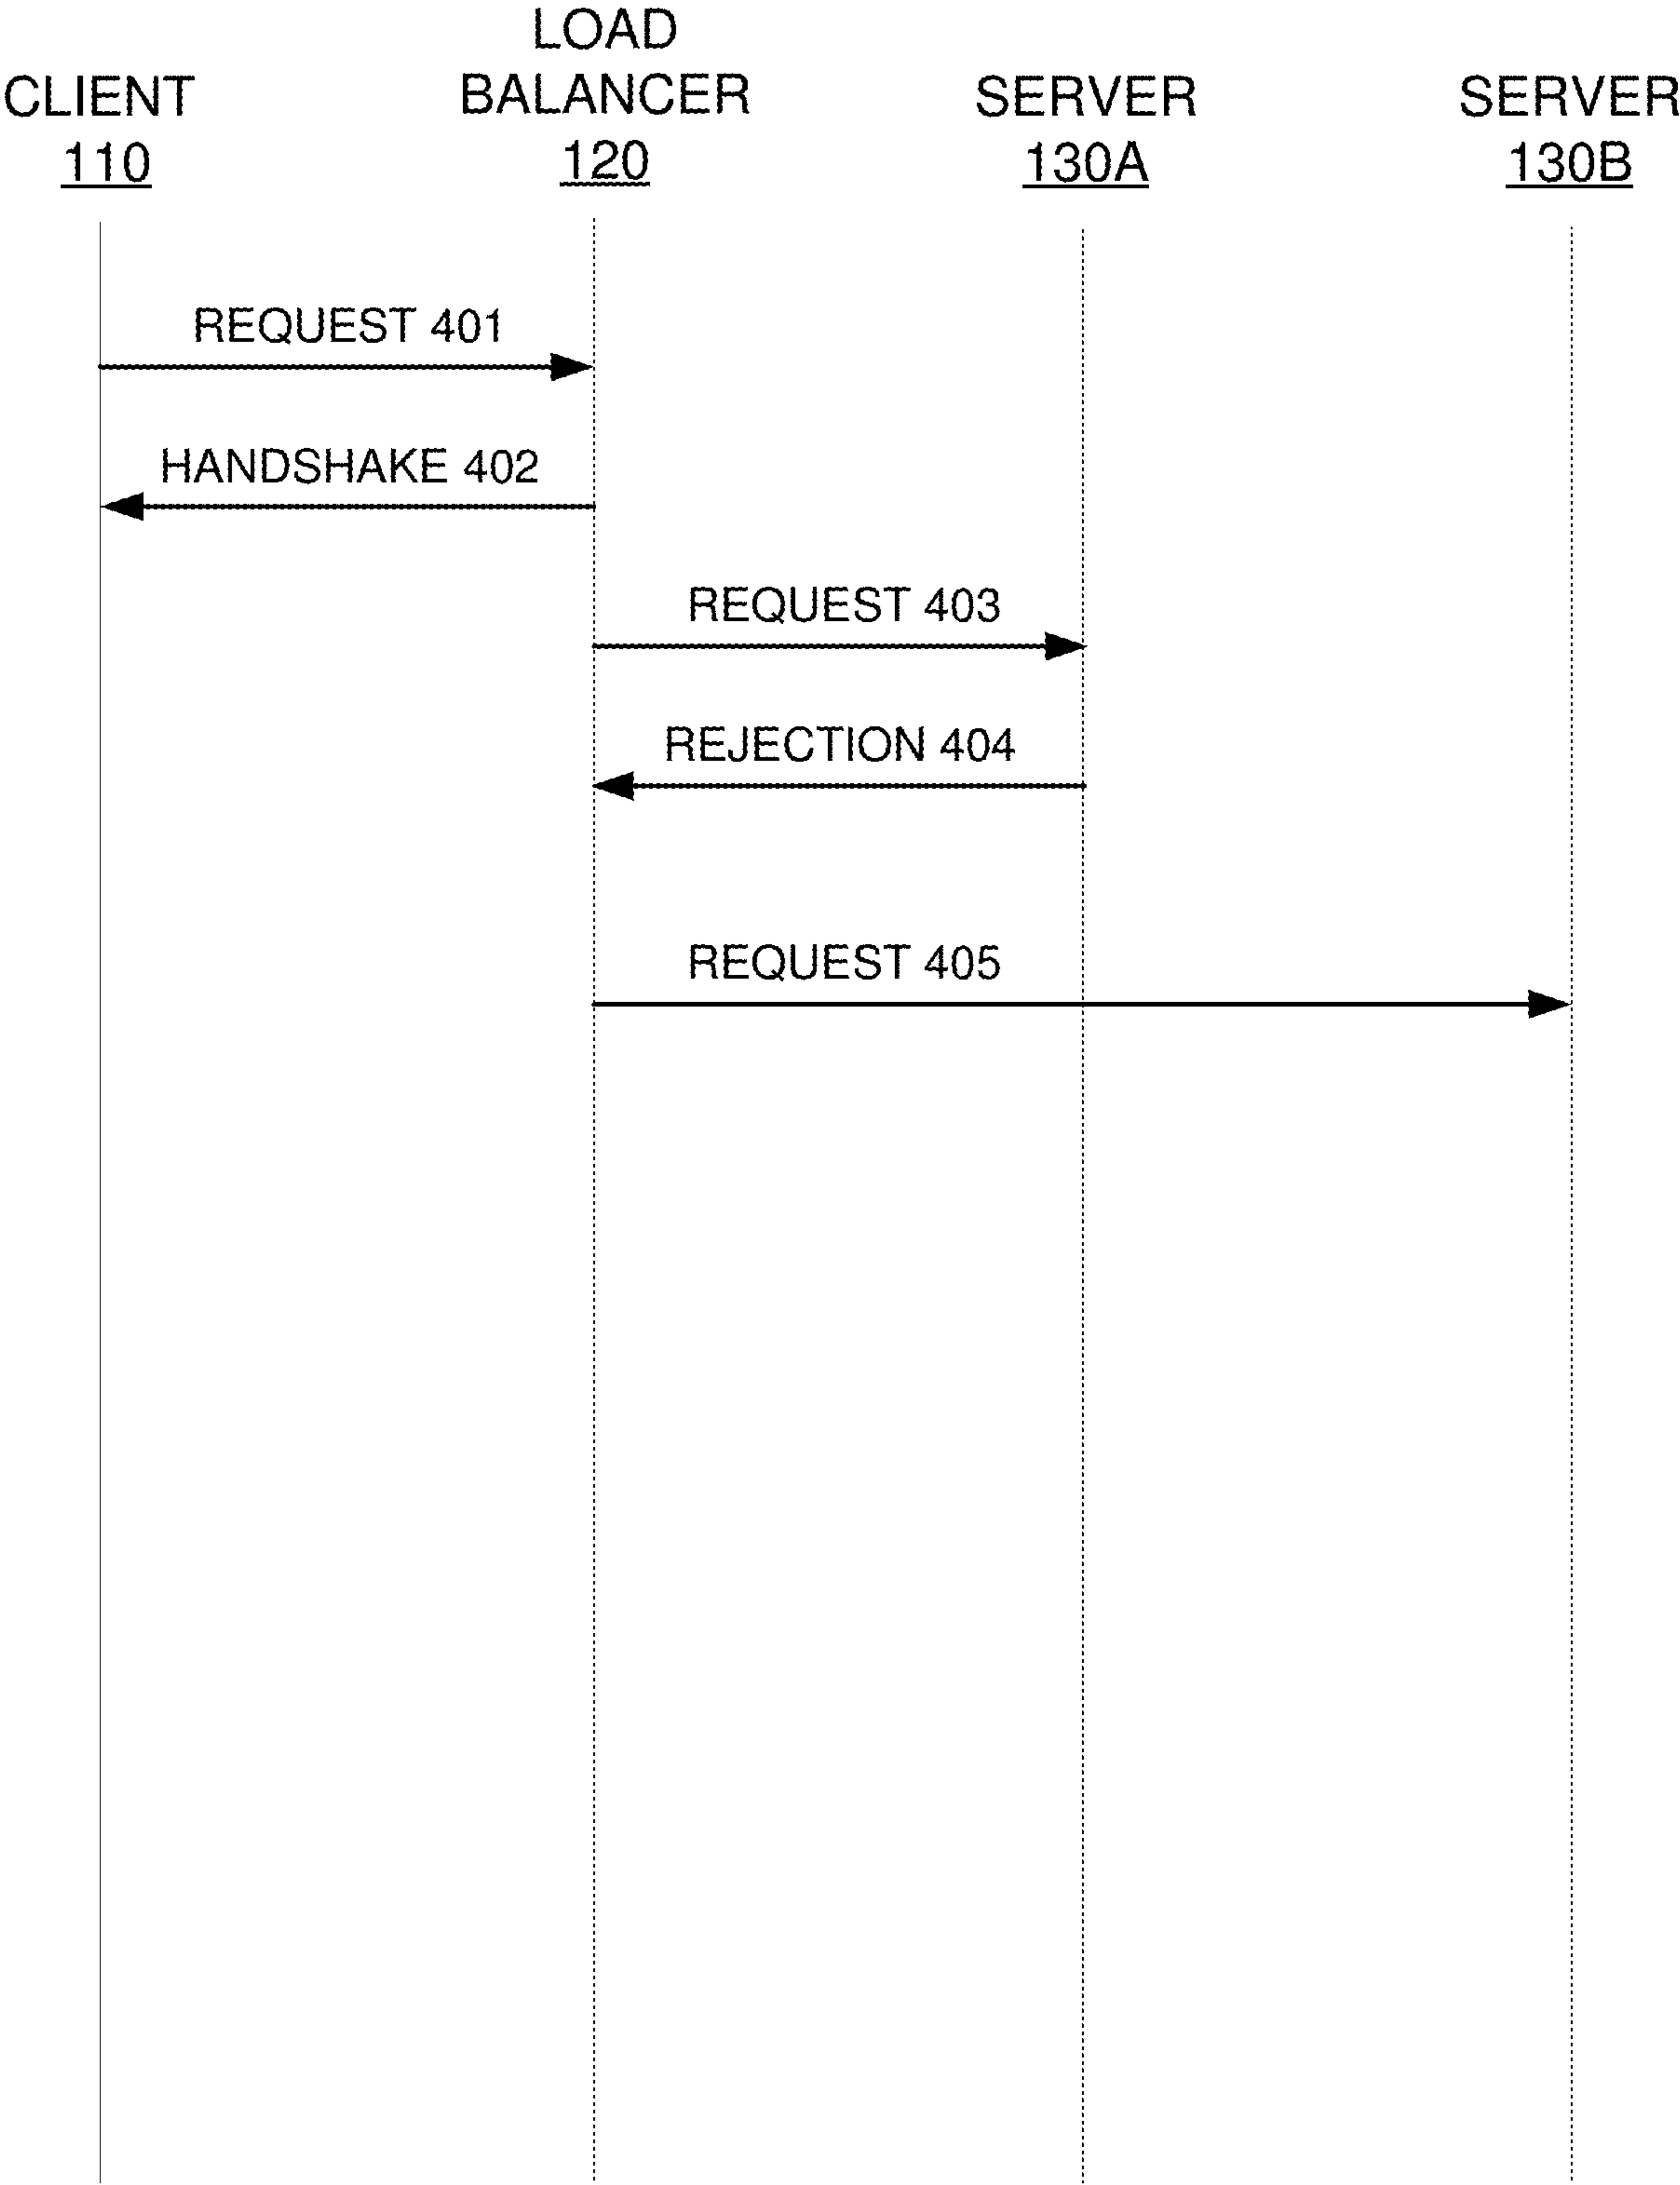 CLIENT
110
LOAD
BALANCER
120
SERVER
130A
SERVER
130B
REQUEST 401
HANDSHAKE 402
REQUEST 403
REJECTION 404
REQUEST 405